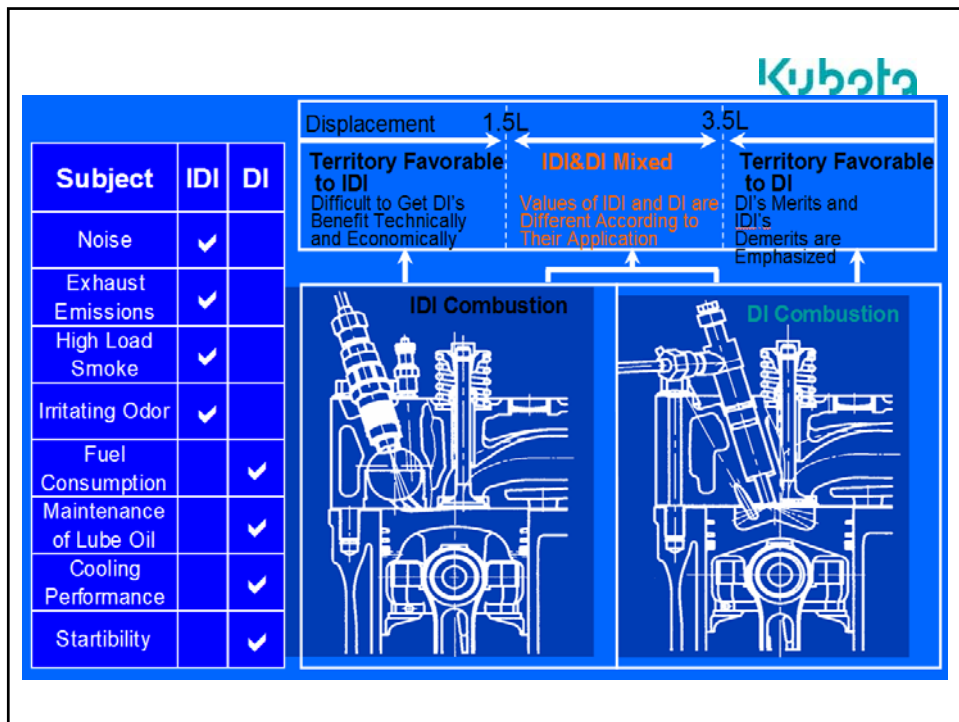 Kubota
Displacement 1.5L 3.5L
Territory Favorable
to IDI
Difficult to Get DI's
Benefit Technically
and Economically
IDI&DI Mixed
Values of IDI and DI are
Different According to
Their Application
Territory Favorable
to DI
DI's Merits and
IDI's
Demerits are
Emphasized
Subject IDI DI
Noise ✓
Exhaust
Emissions ✓
High Load
Smoke ✓
Irritating Odor ✓
Fuel
Consumption ✓
Maintenance
of Lube Oil ✓
Cooling
Performance ✓
Startibility ✓
IDI Combustion
DI Combustion